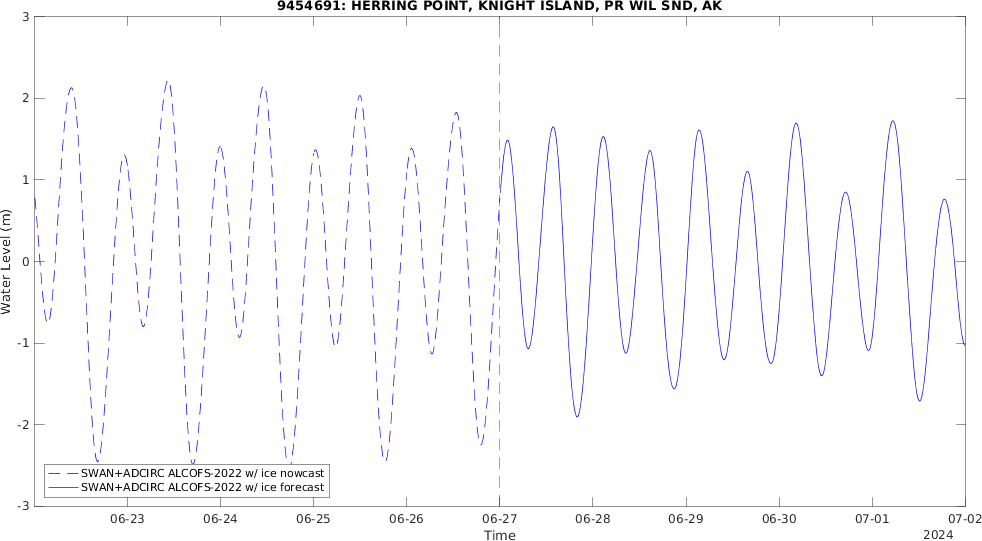 9454691: HERRING POINT, KNIGHT ISLAND, PR WIL SND, AK
3
2
1
0
-1
-2
-3
Water Level (m)
SWAN+ADCIRC ALCOFS-2022 w/ ice nowcast
SWAN+ADCIRC ALCOFS-2022 w/ ice forecast
06-23 06-24 06-25 06-26 06-27 06-28 06-29 06-30 07-01 07-02
Time
2024